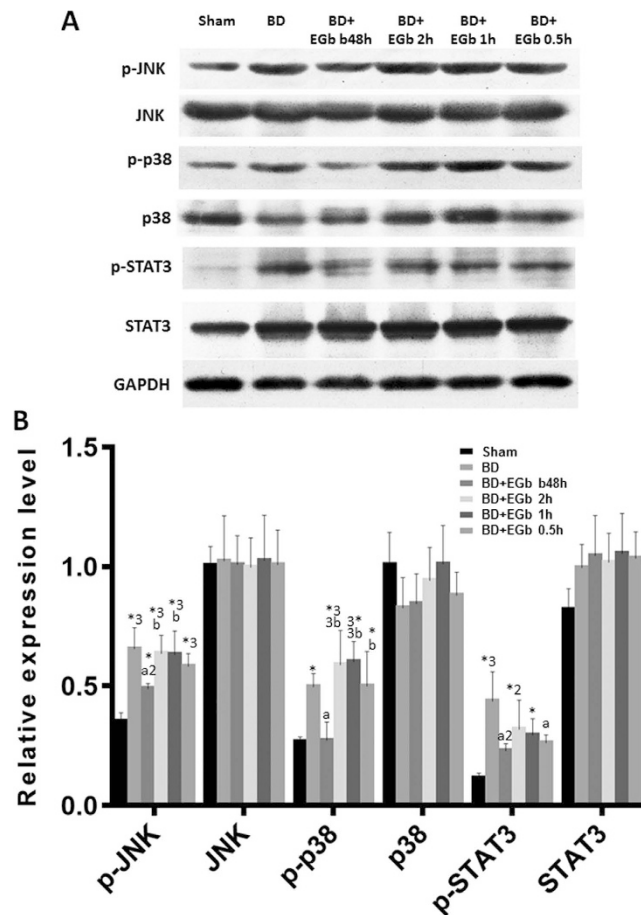 A
Sham BD BD+ EGb b48h BD+ EGb 2h BD+ EGb 1h BD+ EGb 0.5h
p-JNK
JNK
p-p38
p38
p-STAT3
STAT3
GAPDH
B
Relative expression level
1.5
1.0
0.5
0.0
Sham
BD
BD+EGb b48h
BD+EGb 2h
BD+EGb 1h
BD+EGb 0.5h
*3
*
a2
*3
b
*3
b
*3
*
a
*3
3b
3*
3b
*
b
*3
a2
*2
*
a
p-JNK
JNK
p-p38
p38
p-STAT3
STAT3